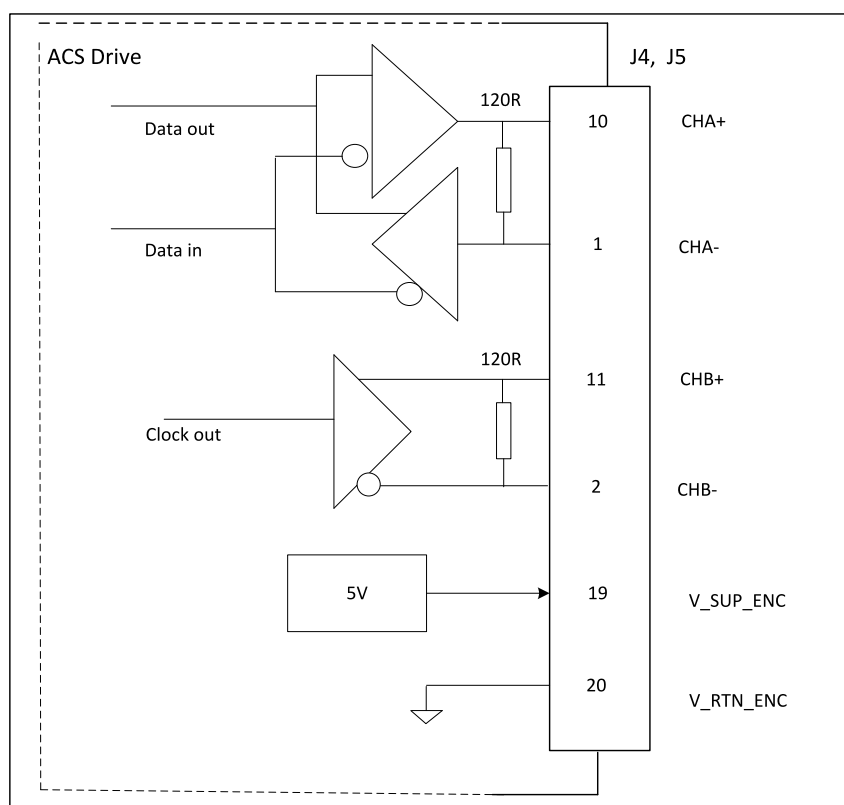 ACS Drive
J4, J5
120R
10
CHA+
Data out
Data in
1
CHA-
120R
11
CHB+
Clock out
2
CHB-
5V
19
V_SUP_ENC
20
V_RTN_ENC